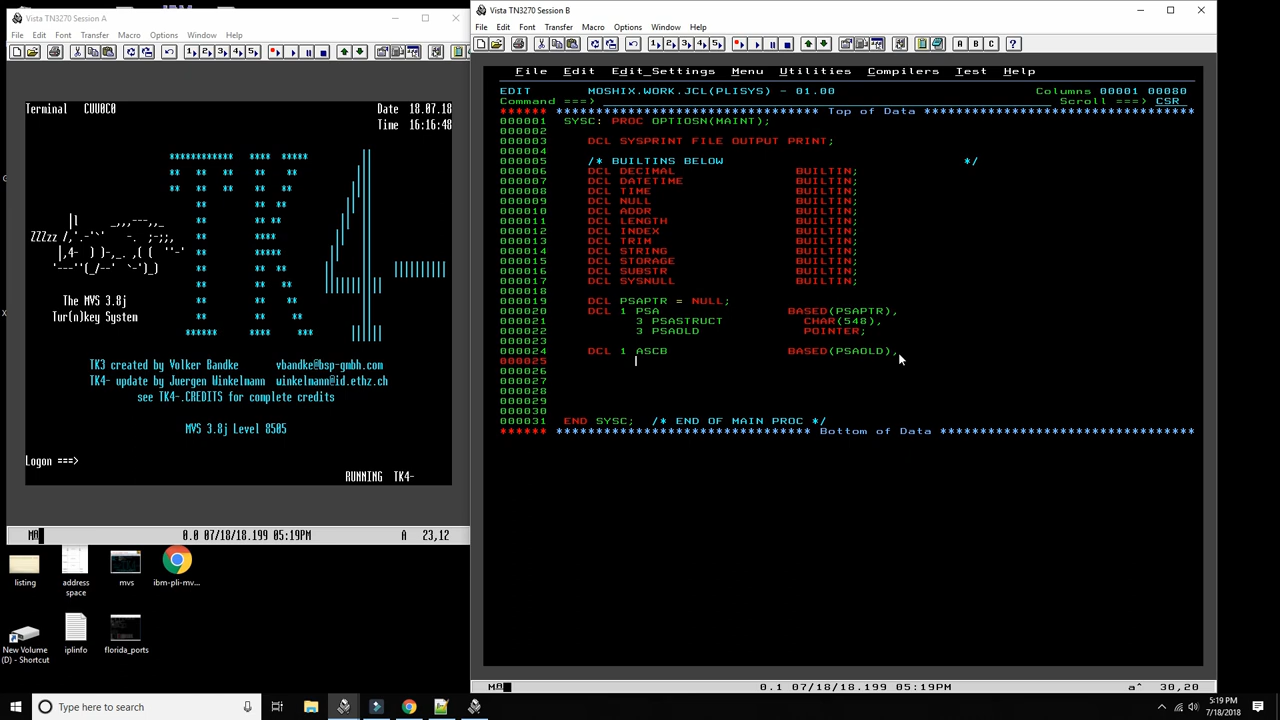 Vista TN3270 Session A
File Edit Font Transfer Macro Options Window Help
Terminal CUU0C0
Date 18.07.18
Time 16:16:48
The MVS 3.8j
Tur(n)key System
TK3 created by Volker Bandke vbandke@bsp-gmbh.com
TK4- update by Juergen Winkelmann winkelmann@id.ethz.ch
see TK4-.CREDITS for complete credits
MVS 3.8j Level 8505
Logon ===>
RUNNING TK4-
0.0 07/18/18.199 05:19PM A 23,12
listing
address space
mvs
ibm-pli-mv...
New Volume (D) - Shortcut
iplinfo
florida_ports
Vista TN3270 Session B
File Edit Font Transfer Macro Options Window Help
File Edit Edit_Settings Menu Utilities Compilers Test Help
EDIT MOSHIX.WORK.JCL(PLISYS) - 01.00 Columns 00001 00080
Command ===> Scroll ===> CSR
****** ******************************** Top of Data *********************************
000001 SYSC: PROC OPTIOSN(MAINT);
000002
000003 DCL SYSPRINT FILE OUTPUT PRINT;
000004
000005 /* BUILTINS BELOW */
000006 DCL DECIMAL BUILTIN;
000007 DCL DATETIME BUILTIN;
000008 DCL TIME BUILTIN;
000009 DCL NULL BUILTIN;
000010 DCL ADDR BUILTIN;
000011 DCL LENGTH BUILTIN;
000012 DCL INDEX BUILTIN;
000013 DCL TRIM BUILTIN;
000014 DCL STRING BUILTIN;
000015 DCL STORAGE BUILTIN;
000016 DCL SUBSTR BUILTIN;
000017 DCL SYSNULL BUILTIN;
000018
000019 DCL PSAPTR = NULL;
000020 DCL 1 PSA BASED(PSAPTR),
000021 3 PSASTRUCT CHAR(548),
000022 3 PSAOLD POINTER;
000023
000024 DCL 1 ASCB BASED(PSAOLD),
000025
000026
000027
000028
000029
000030
000031 END SYSC; /* END OF MAIN PROC */
****** ******************************* Bottom of Data *******************************
0.1 07/18/18.199 05:19PM a^ 30,20
Type here to search
5:19 PM
7/18/2018